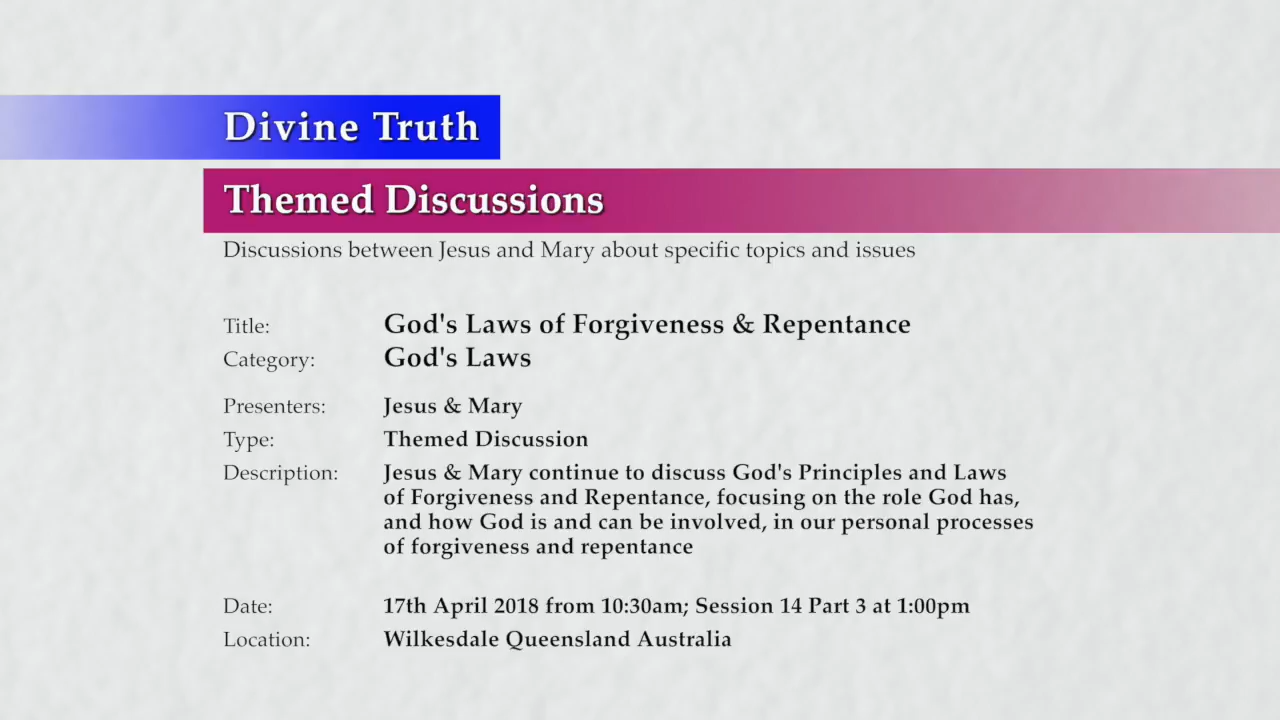 Divine Truth
Themed Discussions
Discussions between Jesus and Mary about specific topics and issues
Title: God's Laws of Forgiveness & Repentance
Category: God's Laws
Presenters: Jesus & Mary
Type: Themed Discussion
Description: Jesus & Mary continue to discuss God's Principles and Laws
of Forgiveness and Repentance, focusing on the role God has,
and how God is and can be involved, in our personal processes
of forgiveness and repentance
Date: 17th April 2018 from 10:30am; Session 14 Part 3 at 1:00pm
Location: Wilkesdale Queensland Australia